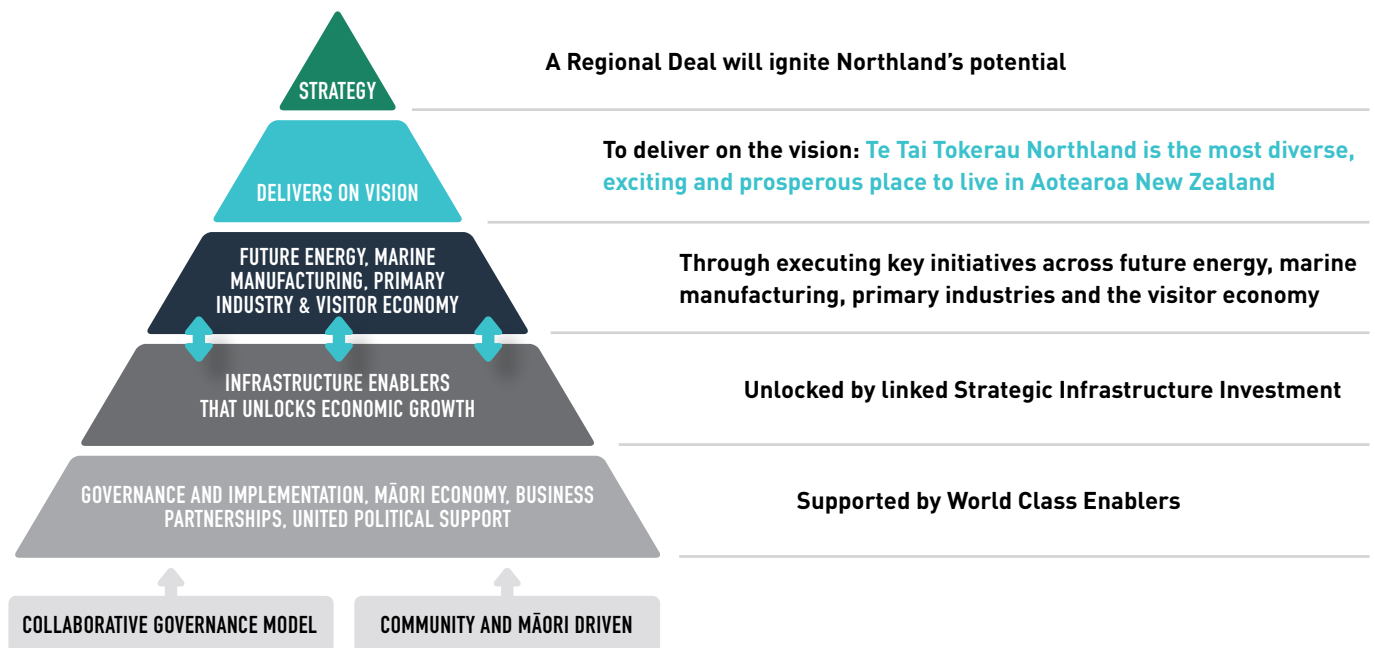 STRATEGY
A Regional Deal will ignite Northland's potential
DELIVERS ON VISION
To deliver on the vision: Te Tai Tokerau Northland is the most diverse,
exciting and prosperous place to live in Aotearoa New Zealand
FUTURE ENERGY, MARINE
MANUFACTURING, PRIMARY
INDUSTRY & VISITOR ECONOMY
Through executing key initiatives across future energy, marine
manufacturing, primary industries and the visitor economy
INFRASTRUCTURE ENABLERS
THAT UNLOCKS ECONOMIC GROWTH
Unlocked by linked Strategic Infrastructure Investment
GOVERNANCE AND IMPLEMENTATION, MĀORI ECONOMY, BUSINESS
PARTNERSHIPS, UNITED POLITICAL SUPPORT
Supported by World Class Enablers
COLLABORATIVE GOVERNANCE MODEL
COMMUNITY AND MĀORI DRIVEN